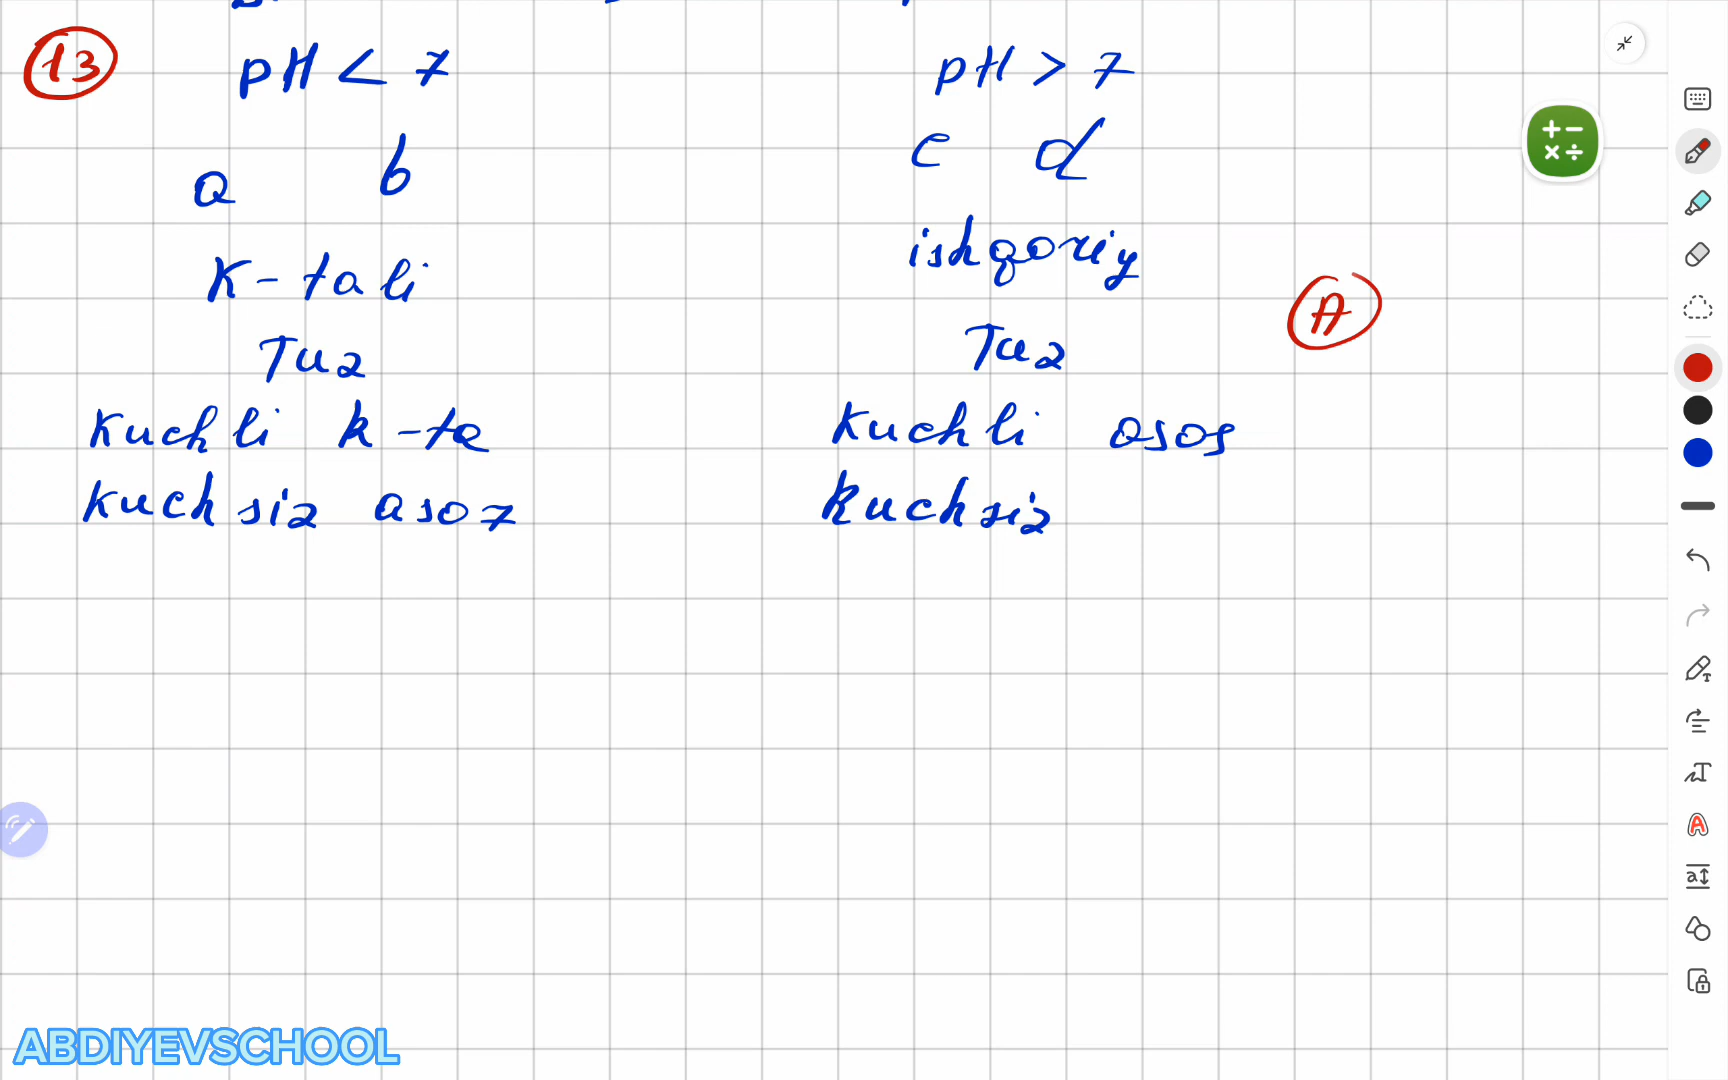 13
pH < 7
a b
K-tali
Tuz
Kuchli k-ta
kuchsiz asos
pH > 7
c d
ishqoriy
Tuz
Kuchli asos
Kuchsiz
A
ABDIYEVSCHOOL